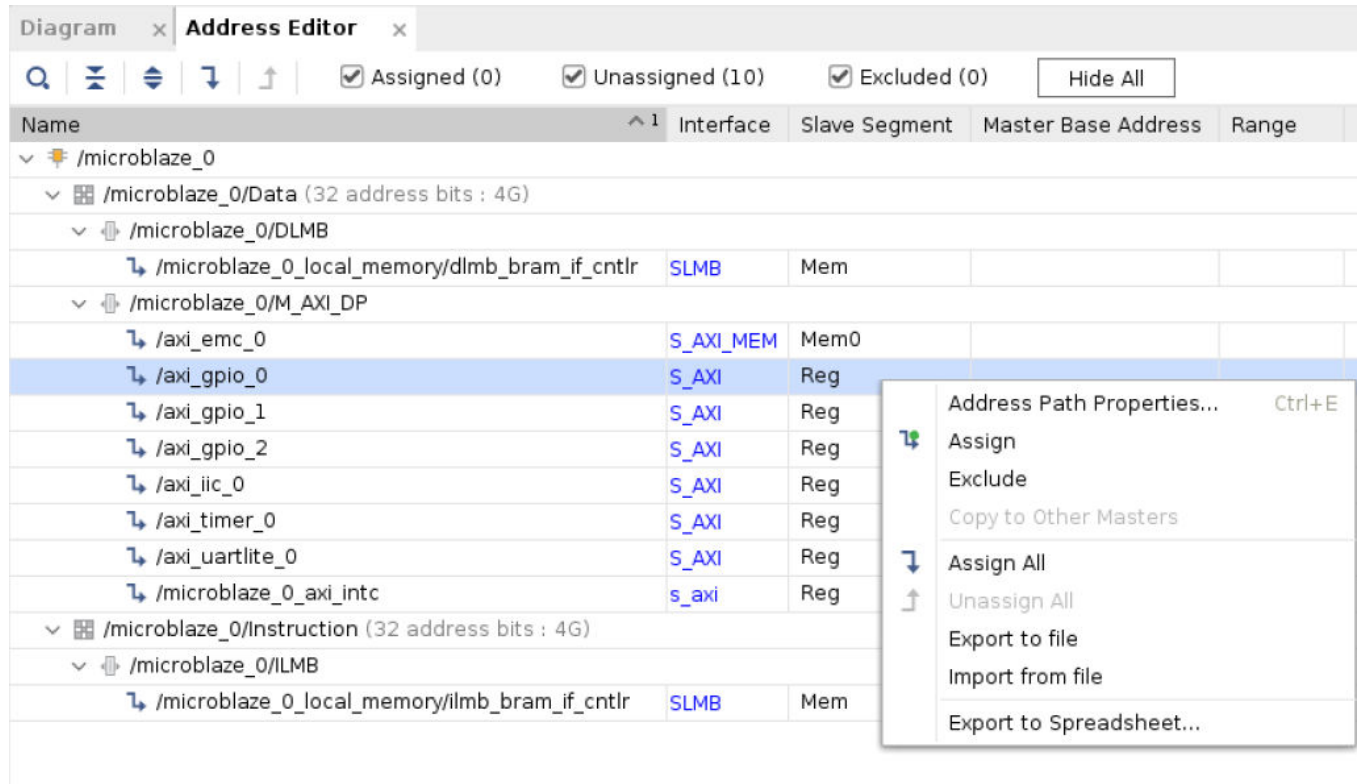 Diagram × Address Editor ×
Assigned (0) Unassigned (10) Excluded (0) Hide All
Name ^1 Interface Slave Segment Master Base Address Range
/microblaze_0
/microblaze_0/Data (32 address bits : 4G)
/microblaze_0/DLMB
/microblaze_0_local_memory/dlmb_bram_if_cntlr SLMB Mem
/microblaze_0/M_AXI_DP
/axi_emc_0 S_AXI_MEM Mem0
/axi_gpio_0 S_AXI Reg
/axi_gpio_1 S_AXI Reg
/axi_gpio_2 S_AXI Reg
/axi_iic_0 S_AXI Reg
/axi_timer_0 S_AXI Reg
/axi_uartlite_0 S_AXI Reg
/microblaze_0_axi_intc s_axi Reg
/microblaze_0/Instruction (32 address bits : 4G)
/microblaze_0/ILMB
/microblaze_0_local_memory/ilmb_bram_if_cntlr SLMB Mem
Address Path Properties... Ctrl+E
Assign
Exclude
Copy to Other Masters
Assign All
Unassign All
Export to file
Import from file
Export to Spreadsheet...